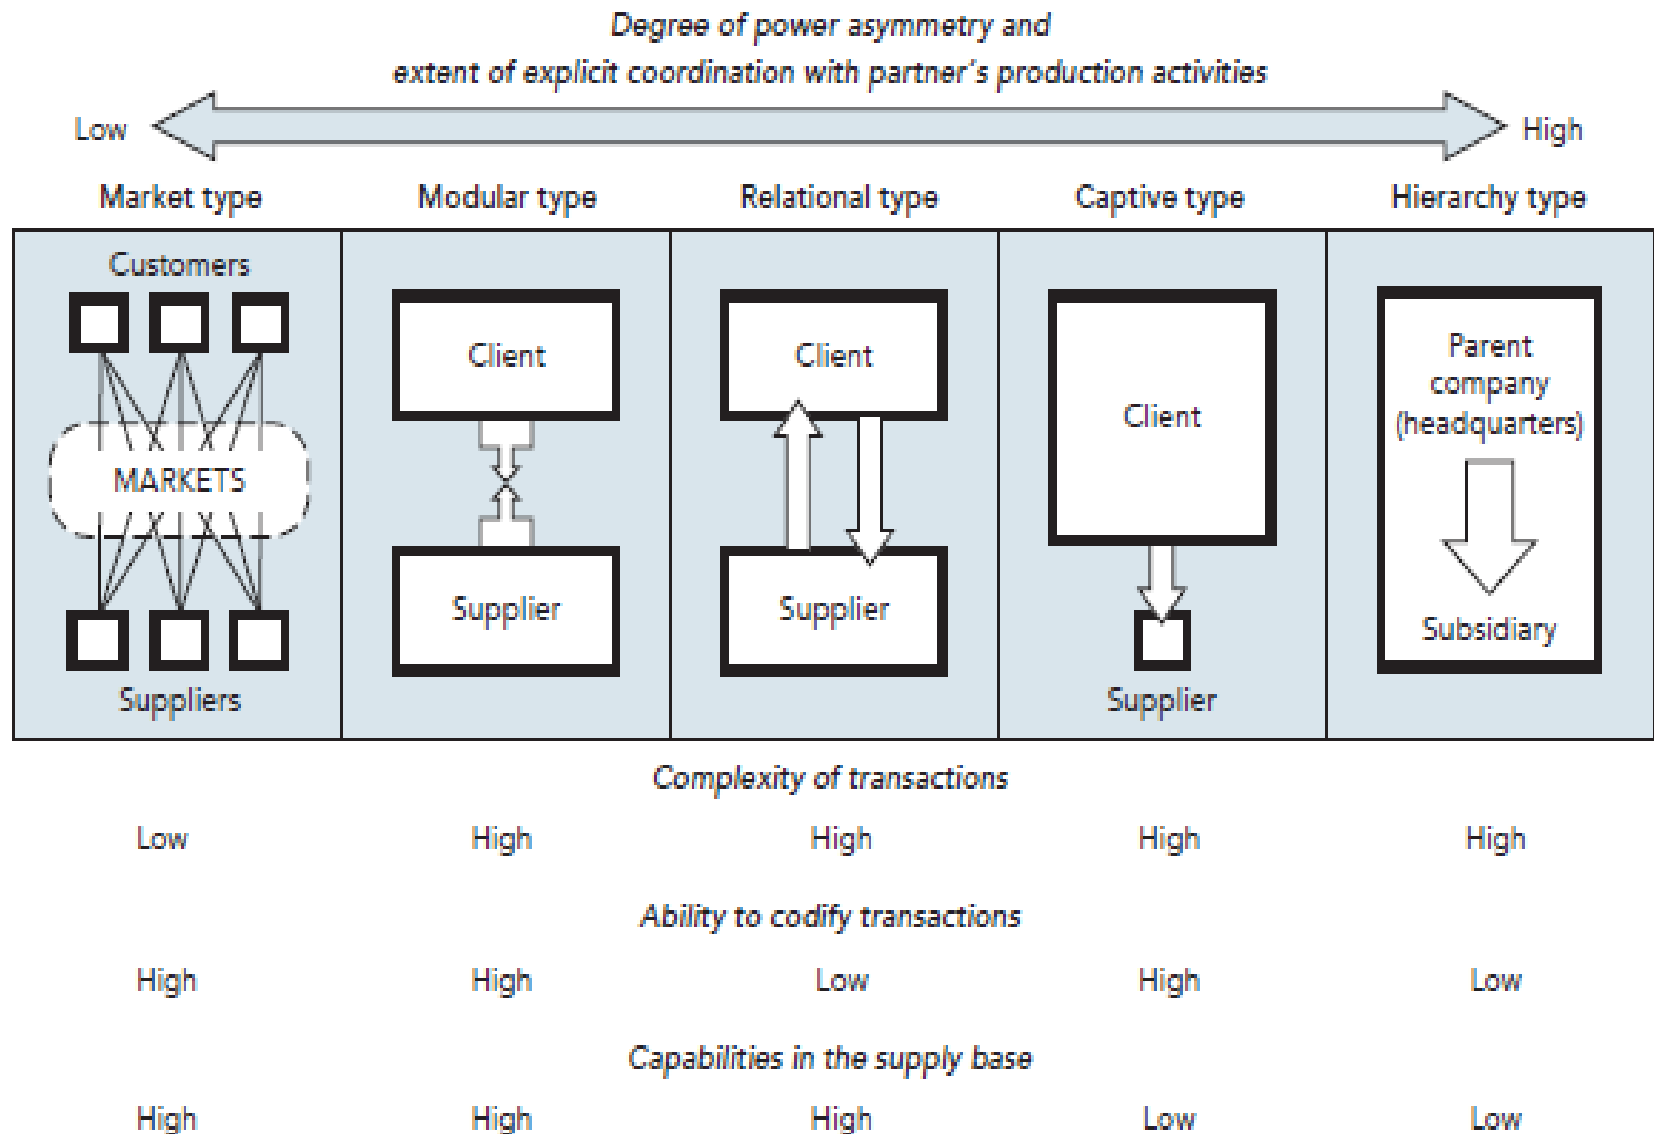 Degree of power asymmetry and
extent of explicit coordination with partner's production activities
Low High
Market type Modular type Relational type Captive type Hierarchy type
Customers
MARKETS
Suppliers
Client
Supplier
Client
Supplier
Client
Supplier
Parent
company
(headquarters)
Subsidiary
Complexity of transactions
Low High High High High
Ability to codify transactions
High High Low High Low
Capabilities in the supply base
High High High Low Low